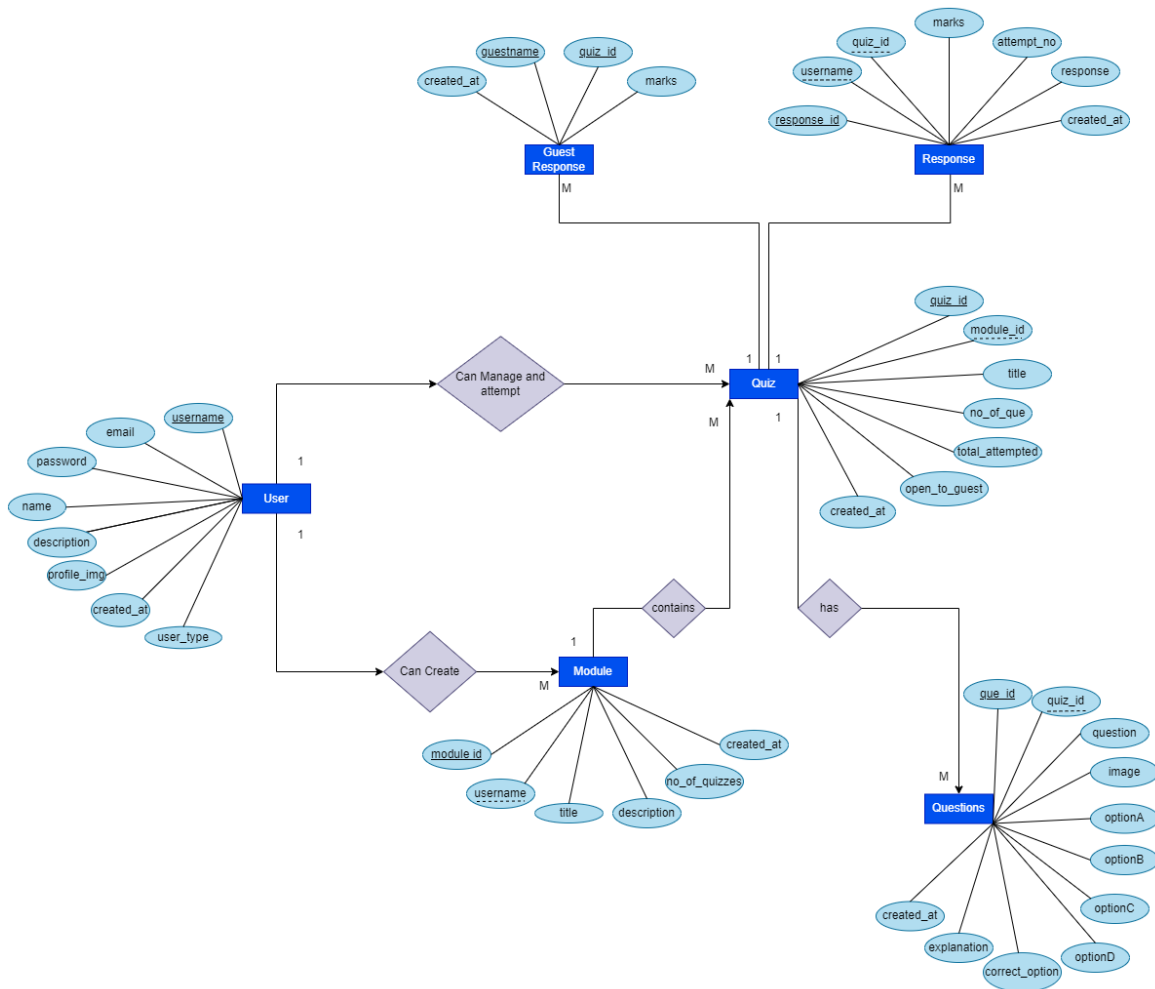 marks
quiz_id
attempt_no
guestname
quiz_id
username
response
created_at
marks
response_id
created_at
Guest
Response
Response
M
M
quiz_id
module_id
1
1
Can Manage and
attempt
M
Quiz
title
username
M
1
no_of_que
email
total_attempted
password
1
open_to_guest
User
name
created_at
1
description
profile_img
contains
has
created_at
user_type
1
Can Create
Module
M
que_id
quiz_id
question
created_at
module id
no_of_quizzes
image
M
username
Questions
title
description
optionA
optionB
created_at
optionC
explanation
optionD
correct_option